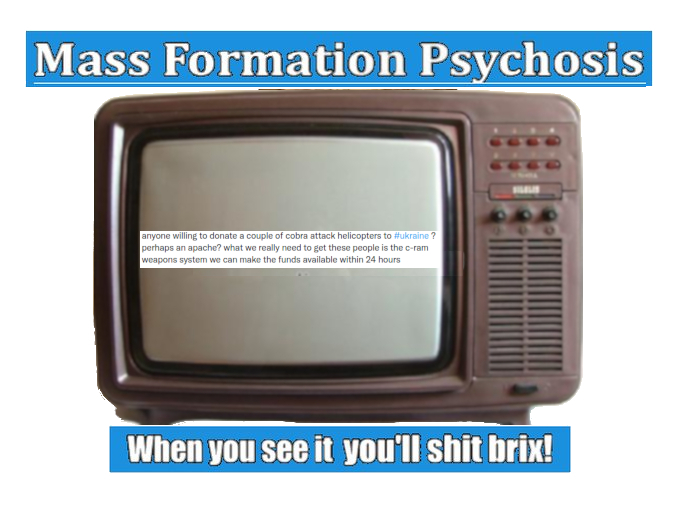 Mass Formation Psychosis
anyone willing to donate a couple of cobra attack helicopters to #ukraine ?
perhaps an apache? what we really need to get these people is the c-ram
weapons system we can make the funds available within 24 hours
When you see it you'll shit brix!